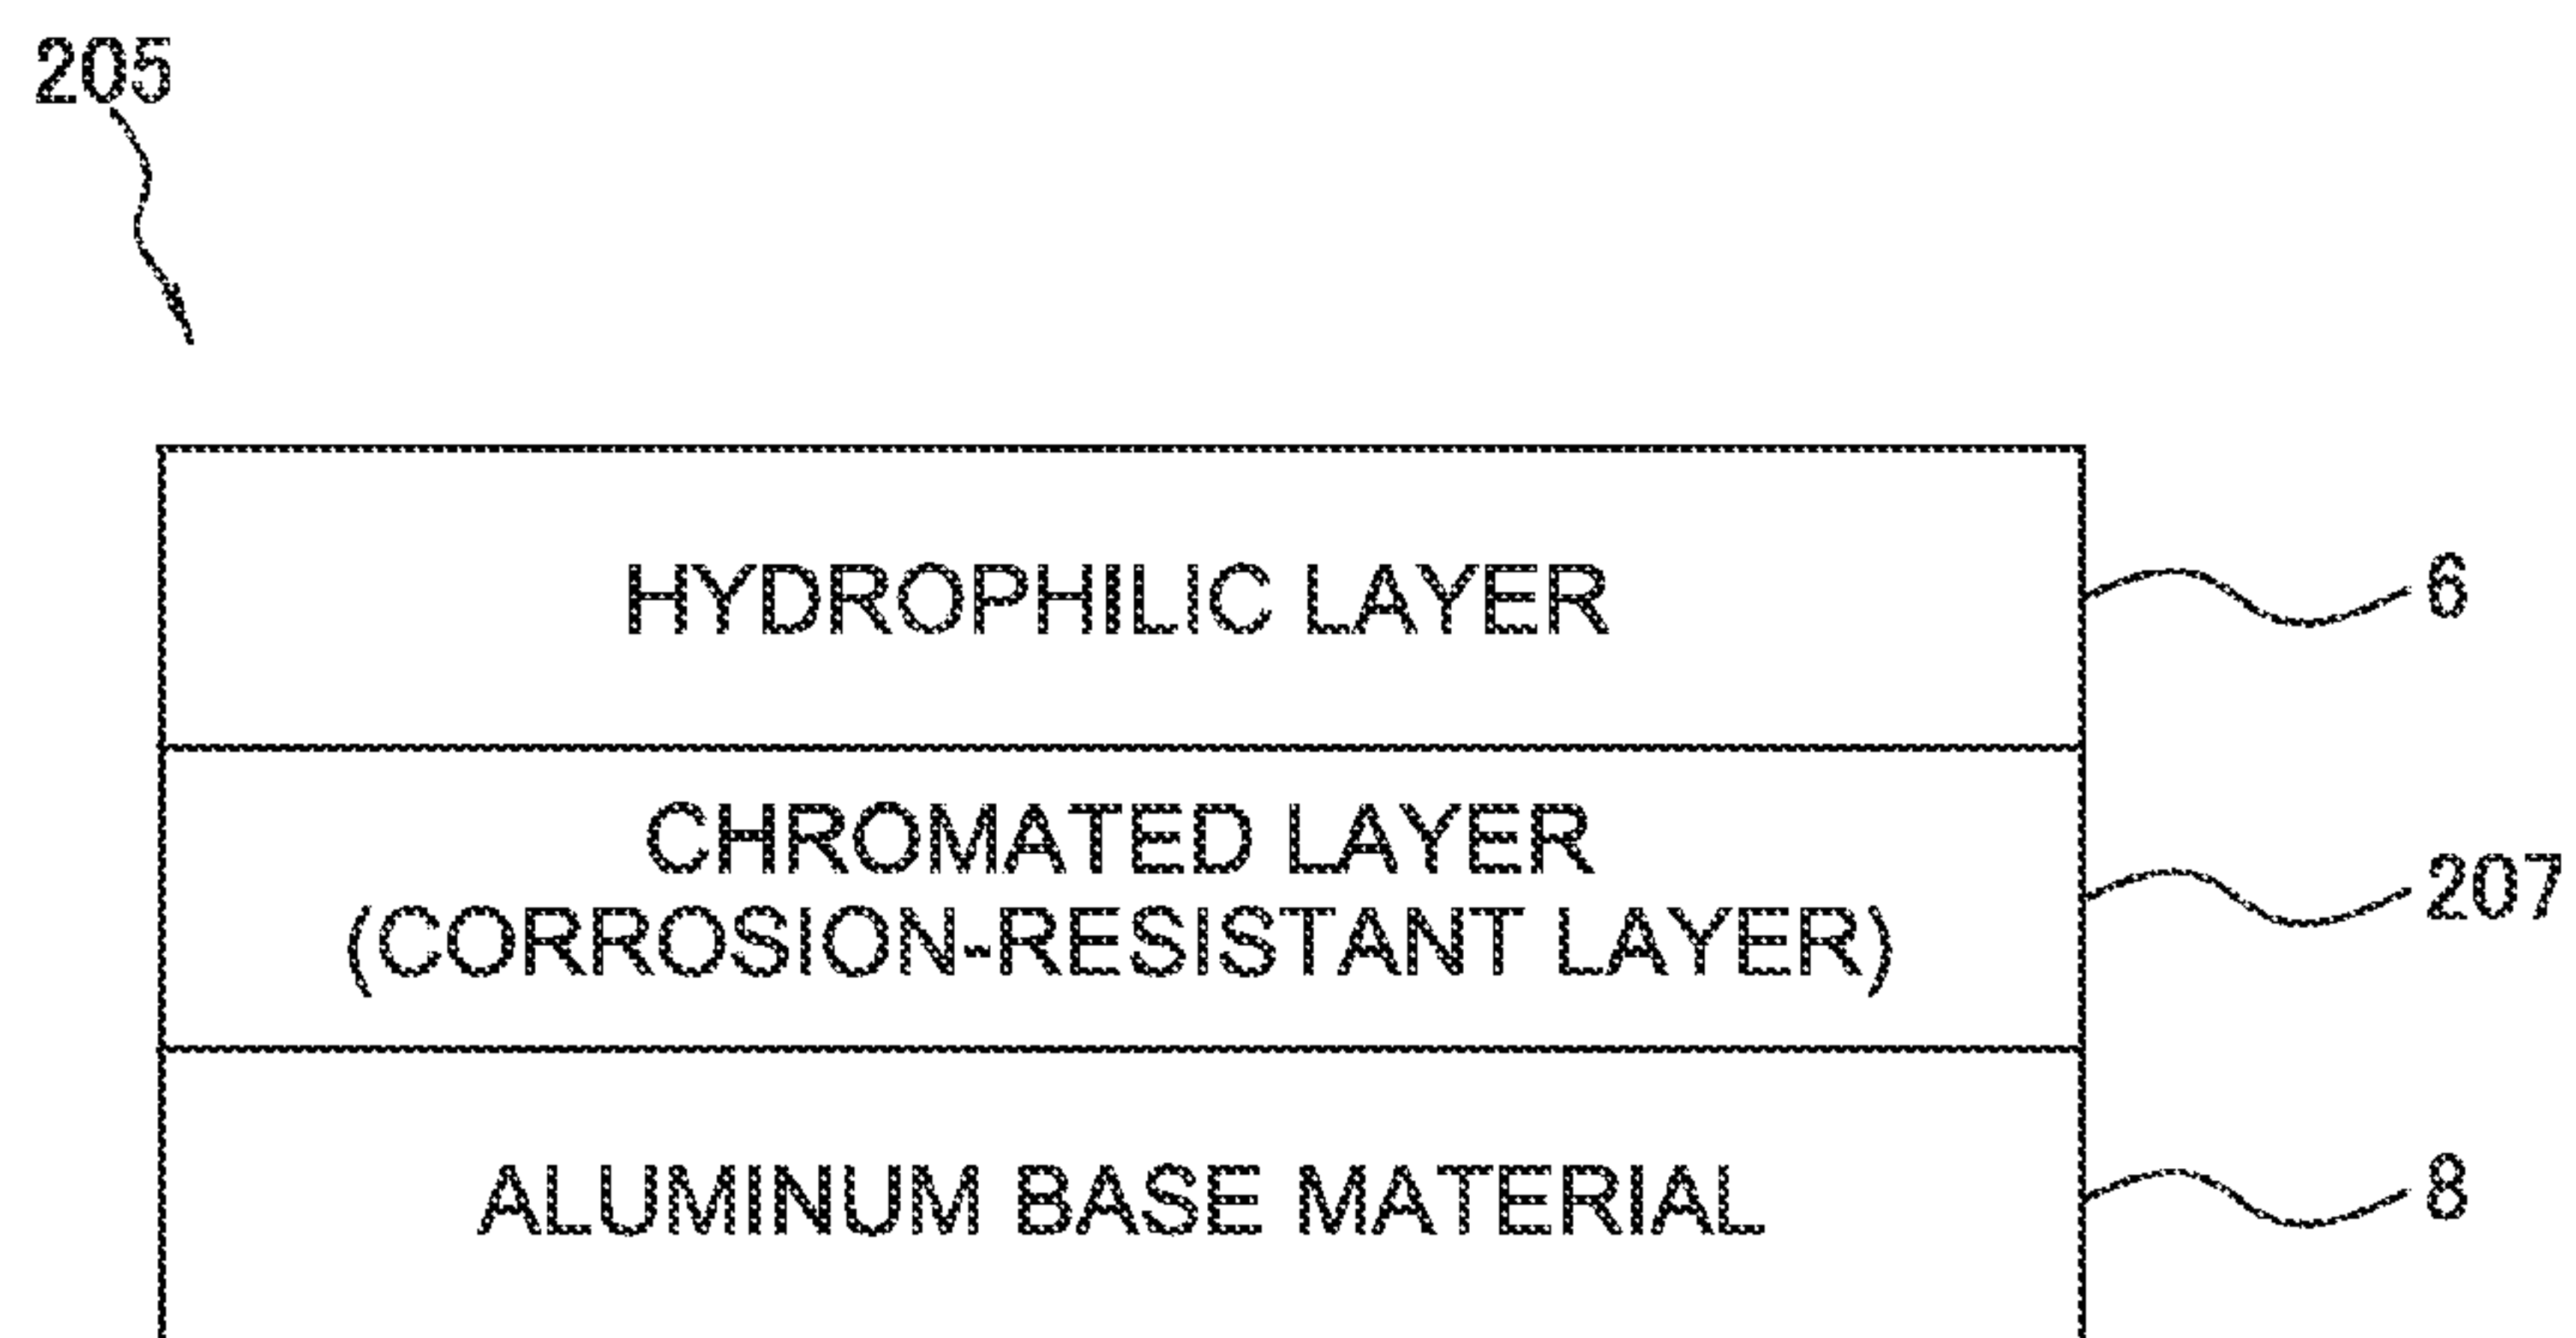 205
HYDROPHILIC LAYER
6
CHROMATED LAYER
(CORROSION-RESISTANT LAYER)
207
ALUMINUM BASE MATERIAL
8